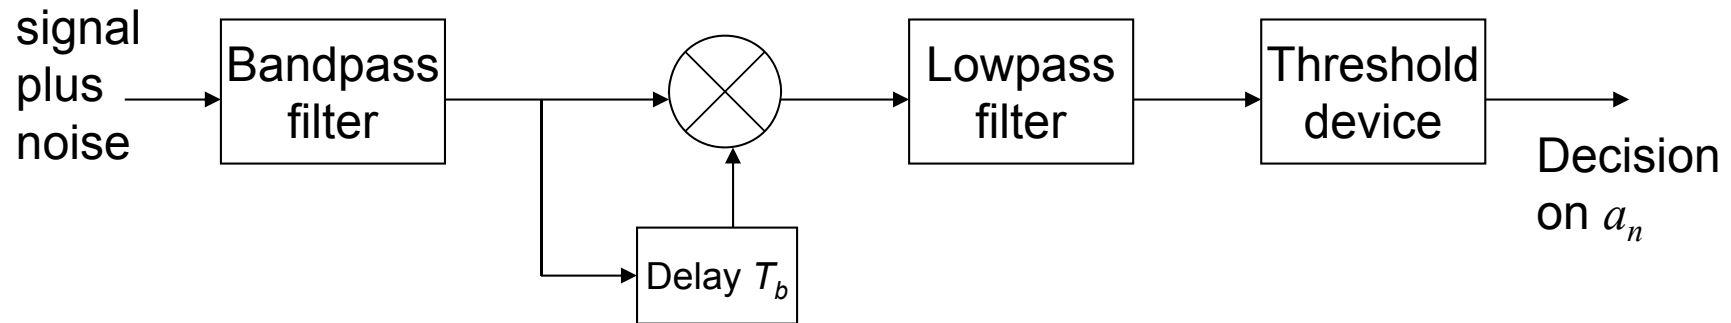 signal
plus
noise
Bandpass
filter
Lowpass
filter
Threshold
device
Delay T_b
Decision
on a_n